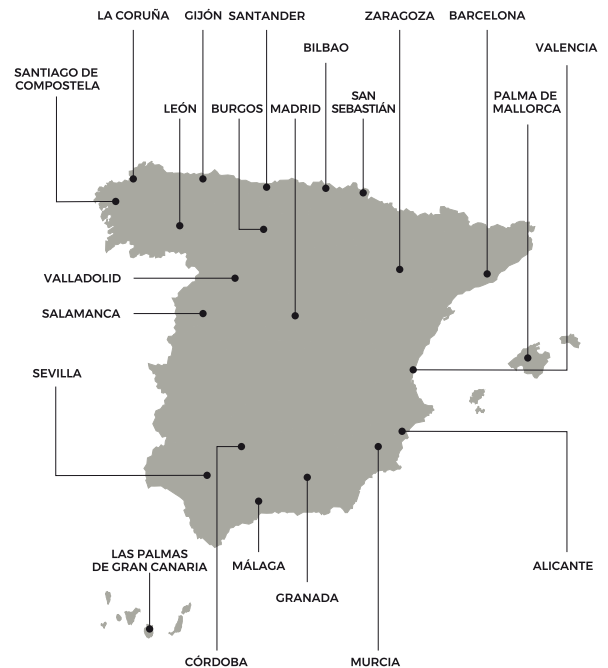 LA CORUÑA
GIJÓN
SANTANDER
ZARAGOZA
BARCELONA
BILBAO
VALENCIA
SANTIAGO DE
COMPOSTELA
LEÓN
BURGOS
MADRID
SAN
SEBASTIÁN
PALMA DE
MALLORCA
VALLADOLID
SALAMANCA
SEVILLA
LAS PALMAS
DE GRAN CANARIA
MÁLAGA
ALICANTE
GRANADA
CÓRDOBA
MURCIA